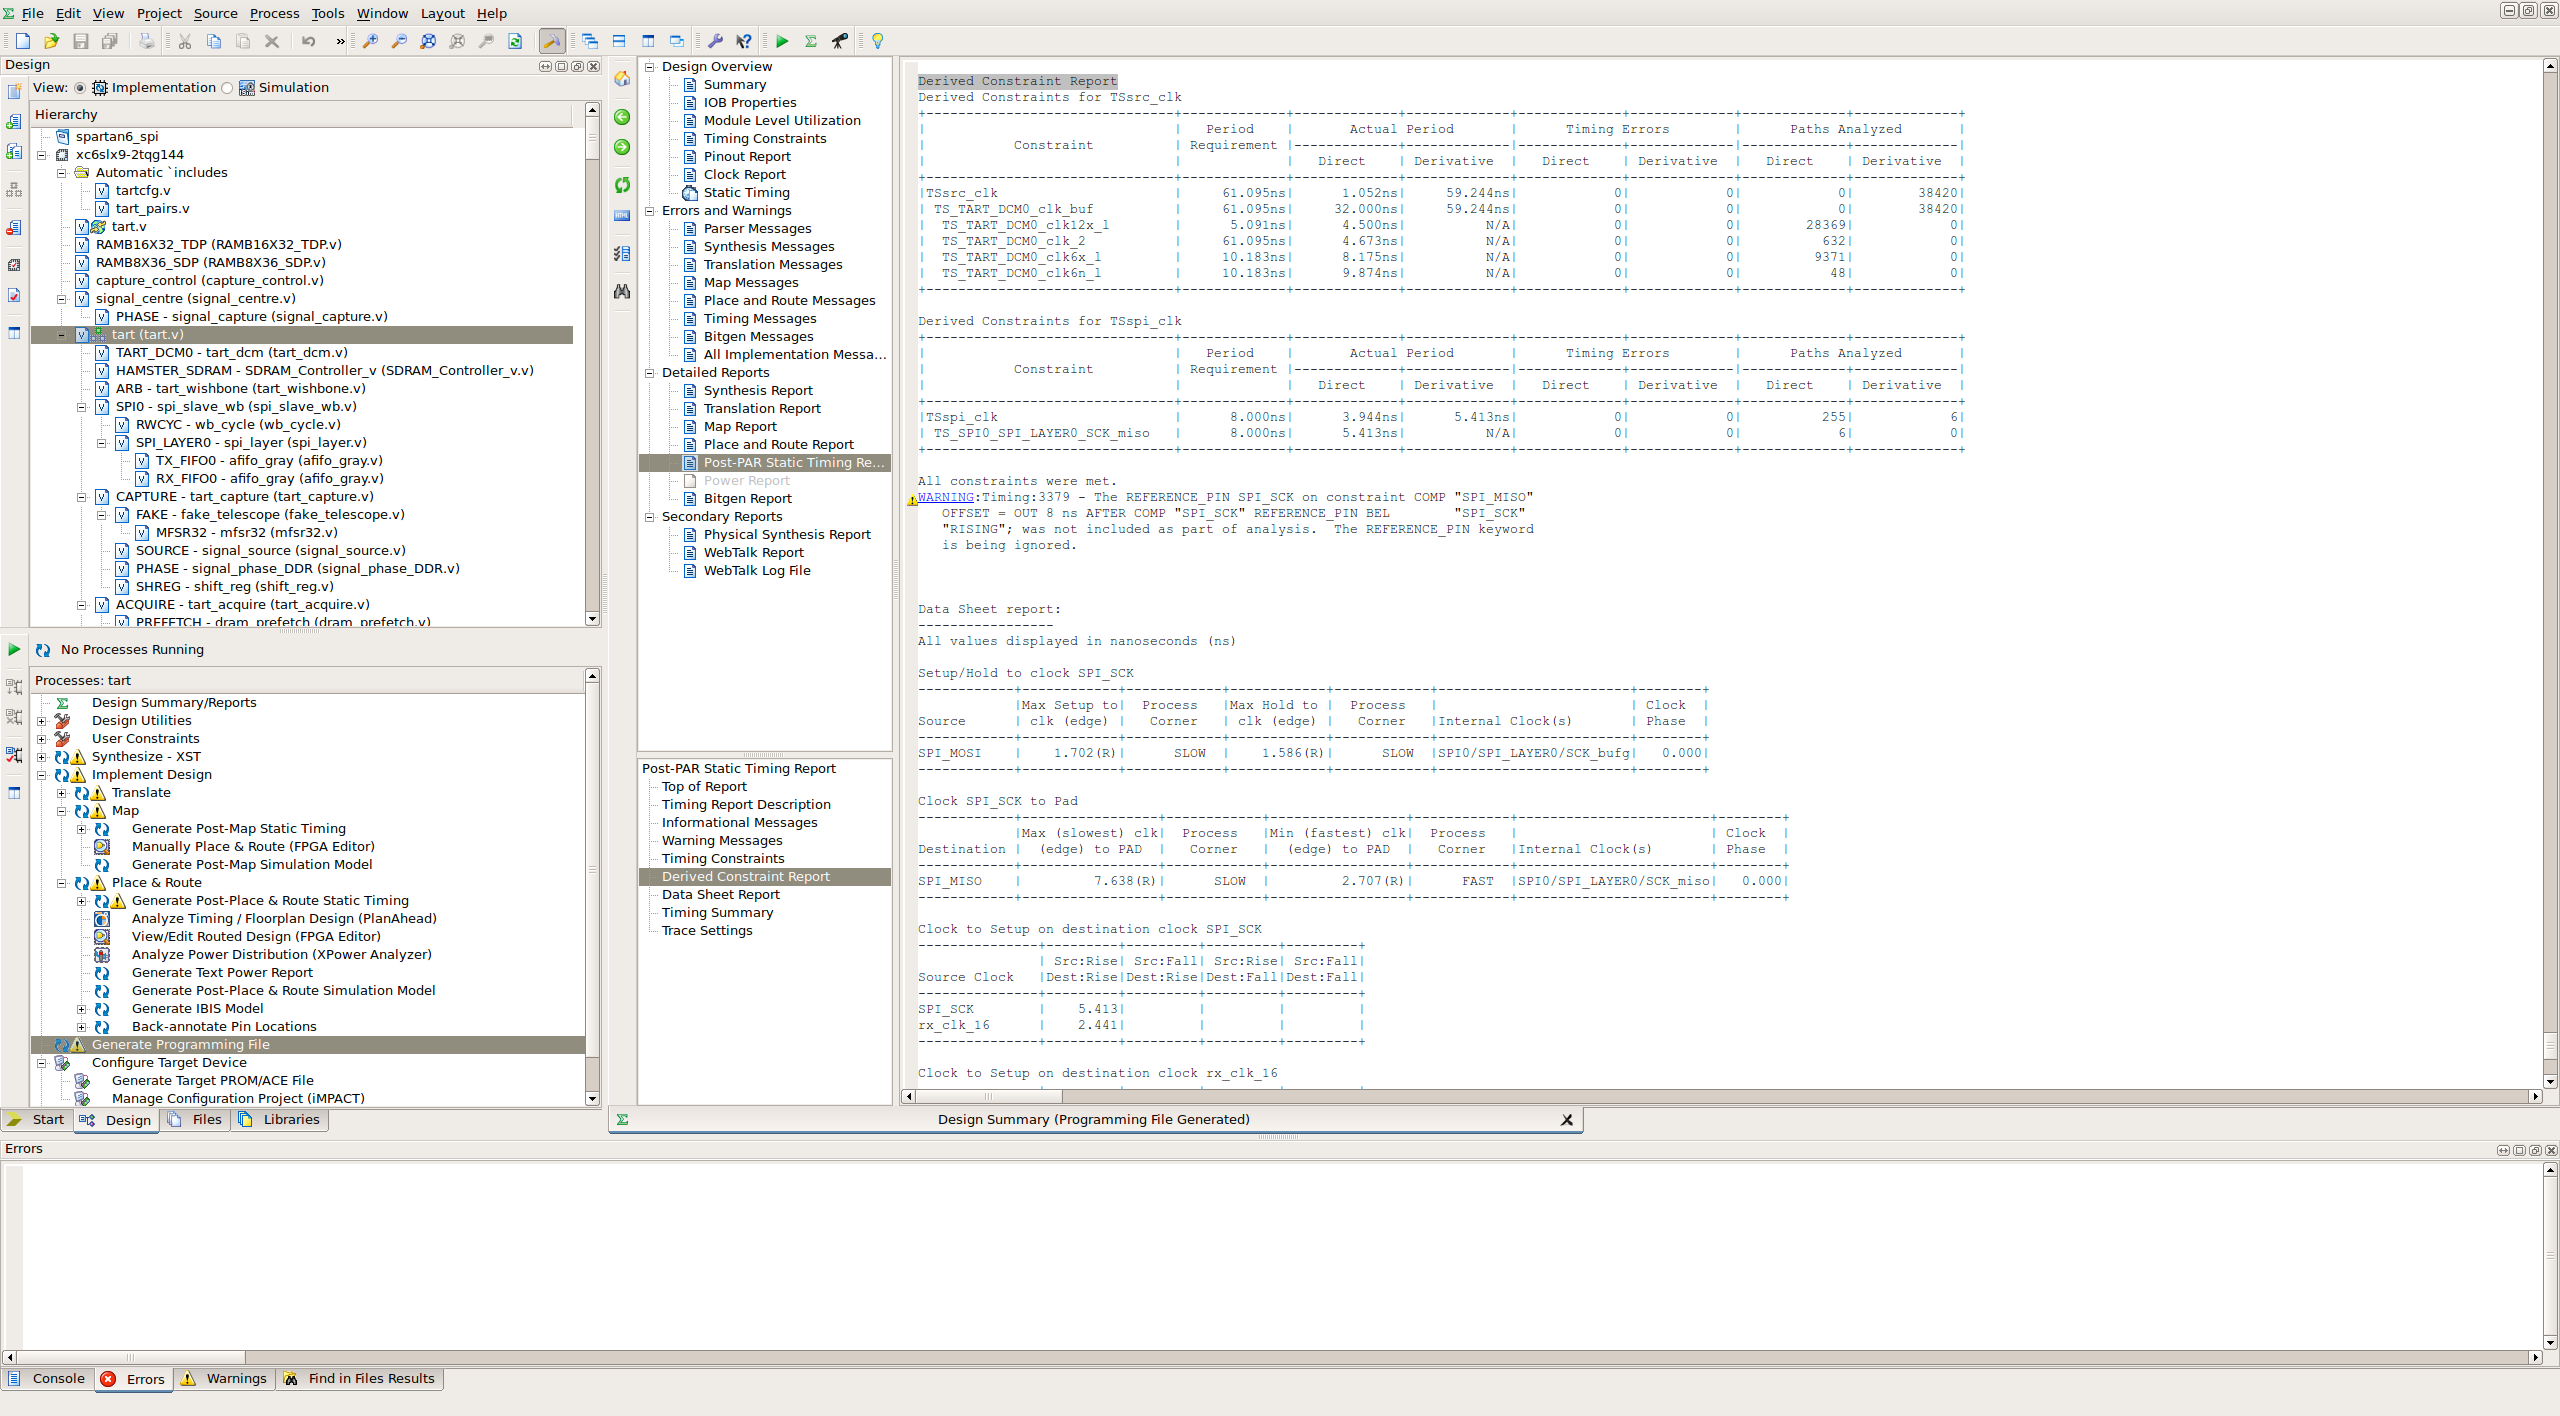 File Edit View Project Source Process Tools Window Layout Help
Design
View: Implementation Simulation
Hierarchy
spartan6_spi
xc6slx9-2tqg144
Automatic `includes
tartcfg.v
tart_pairs.v
tart.v
RAMB16X32_TDP (RAMB16X32_TDP.v)
RAMB8X36_SDP (RAMB8X36_SDP.v)
capture_control (capture_control.v)
signal_centre (signal_centre.v)
PHASE - signal_capture (signal_capture.v)
tart (tart.v)
TART_DCM0 - tart_dcm (tart_dcm.v)
HAMSTER_SDRAM - SDRAM_Controller_v (SDRAM_Controller_v.v)
ARB - tart_wishbone (tart_wishbone.v)
SPI0 - spi_slave_wb (spi_slave_wb.v)
RWCYC - wb_cycle (wb_cycle.v)
SPI_LAYER0 - spi_layer (spi_layer.v)
TX_FIFO0 - afifo_gray (afifo_gray.v)
RX_FIFO0 - afifo_gray (afifo_gray.v)
CAPTURE - tart_capture (tart_capture.v)
FAKE - fake_telescope (fake_telescope.v)
MFSR32 - mfsr32 (mfsr32.v)
SOURCE - signal_source (signal_source.v)
PHASE - signal_phase_DDR (signal_phase_DDR.v)
SHREG - shift_reg (shift_reg.v)
ACQUIRE - tart_acquire (tart_acquire.v)
PREFETCH - dram_prefetch (dram_prefetch.v)
No Processes Running
Processes: tart
Design Summary/Reports
Design Utilities
User Constraints
Synthesize - XST
Implement Design
Translate
Map
Generate Post-Map Static Timing
Manually Place & Route (FPGA Editor)
Generate Post-Map Simulation Model
Place & Route
Generate Post-Place & Route Static Timing
Analyze Timing / Floorplan Design (PlanAhead)
View/Edit Routed Design (FPGA Editor)
Analyze Power Distribution (XPower Analyzer)
Generate Text Power Report
Generate Post-Place & Route Simulation Model
Generate IBIS Model
Back-annotate Pin Locations
Generate Programming File
Configure Target Device
Generate Target PROM/ACE File
Manage Configuration Project (iMPACT)
Start Design Files Libraries
Design Overview
Summary
IOB Properties
Module Level Utilization
Timing Constraints
Pinout Report
Clock Report
Static Timing
Errors and Warnings
Parser Messages
Synthesis Messages
Translation Messages
Map Messages
Place and Route Messages
Timing Messages
Bitgen Messages
All Implementation Messa...
Detailed Reports
Synthesis Report
Translation Report
Map Report
Place and Route Report
Post-PAR Static Timing Re...
Power Report
Bitgen Report
Secondary Reports
Physical Synthesis Report
WebTalk Report
WebTalk Log File
Post-PAR Static Timing Report
Top of Report
Timing Report Description
Informational Messages
Warning Messages
Timing Constraints
Derived Constraint Report
Data Sheet Report
Timing Summary
Trace Settings
Derived Constraint Report
Derived Constraints for TSsrc_clk
Period Actual Period Timing Errors Paths Analyzed
Constraint Requirement
Direct Derivative Direct Derivative Direct Derivative
TSsrc_clk 61.095ns 1.052ns 59.244ns 0 0 0 38420
TS_TART_DCM0_clk_buf 61.095ns 32.000ns 59.244ns 0 0 0 38420
TS_TART_DCM0_clk12x_l 5.091ns 4.500ns N/A 0 0 28369 0
TS_TART_DCM0_clk_2 61.095ns 4.673ns N/A 0 0 632 0
TS_TART_DCM0_clk6x_l 10.183ns 8.175ns N/A 0 0 9371 0
TS_TART_DCM0_clk6n_l 10.183ns 9.874ns N/A 0 0 48 0
Derived Constraints for TSspi_clk
Period Actual Period Timing Errors Paths Analyzed
Constraint Requirement
Direct Derivative Direct Derivative Direct Derivative
TSspi_clk 8.000ns 3.944ns 5.413ns 0 0 255 6
TS_SPI0_SPI_LAYER0_SCK_miso 8.000ns 5.413ns N/A 0 0 6 0
All constraints were met.
WARNING:Timing:3379 - The REFERENCE_PIN SPI_SCK on constraint COMP "SPI_MISO"
OFFSET = OUT 8 ns AFTER COMP "SPI_SCK" REFERENCE_PIN BEL "SPI_SCK"
"RISING"; was not included as part of analysis. The REFERENCE_PIN keyword
is being ignored.
Data Sheet report:
-----------------
All values displayed in nanoseconds (ns)
Setup/Hold to clock SPI_SCK
Max Setup to Process Max Hold to Process Clock
Source clk (edge) Corner clk (edge) Corner Internal Clock(s) Phase
SPI_MOSI 1.702(R) SLOW 1.586(R) SLOW SPI0/SPI_LAYER0/SCK_bufg 0.000
Clock SPI_SCK to Pad
Max (slowest) clk Process Min (fastest) clk Process Clock
Destination (edge) to PAD Corner (edge) to PAD Corner Internal Clock(s) Phase
SPI_MISO 7.638(R) SLOW 2.707(R) FAST SPI0/SPI_LAYER0/SCK_miso 0.000
Clock to Setup on destination clock SPI_SCK
Src:Rise Src:Fall Src:Rise Src:Fall
Source Clock Dest:Rise Dest:Rise Dest:Fall Dest:Fall
SPI_SCK 5.413
rx_clk_16 2.441
Clock to Setup on destination clock rx_clk_16
Design Summary (Programming File Generated)
Errors
Console Errors Warnings Find in Files Results